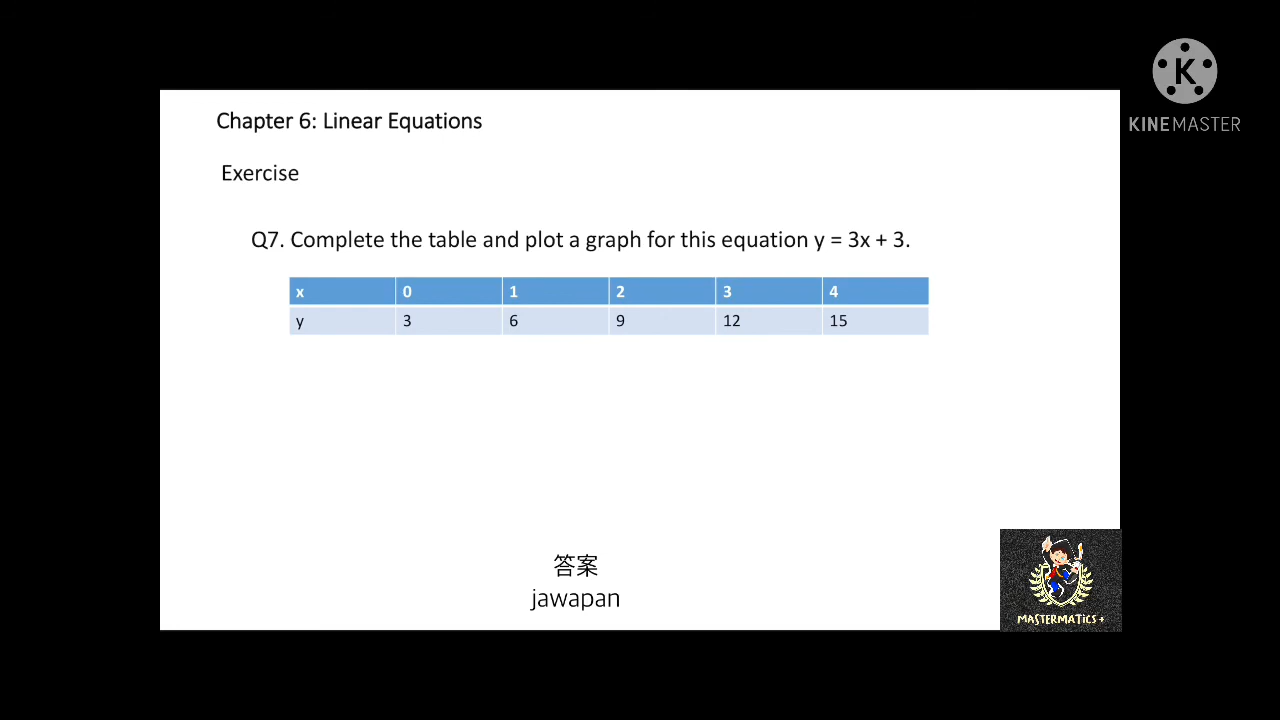 K
KINEMASTER
Chapter 6: Linear Equations
Exercise
Q7. Complete the table and plot a graph for this equation y = 3x + 3.
x 0 1 2 3 4
y 3 6 9 12 15
答案
jawapan
MASTERMATiCS +